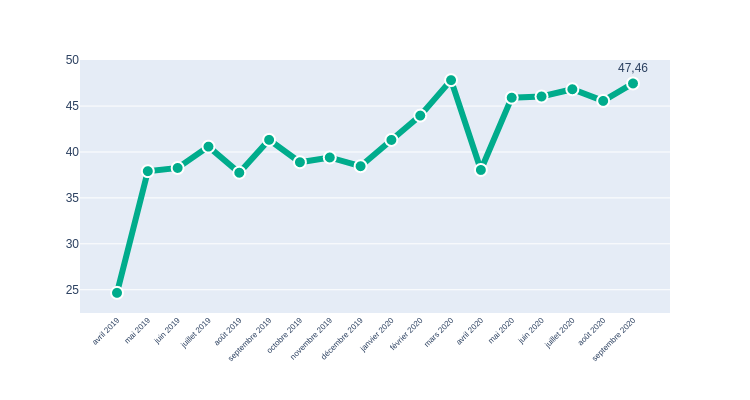 50
47,46
45
40
35
30
25
avril 2019
mai 2019
juin 2019
juillet 2019
août 2019
septembre 2019
octobre 2019
novembre 2019
décembre 2019
janvier 2020
février 2020
mars 2020
avril 2020
mai 2020
juin 2020
juillet 2020
août 2020
septembre 2020